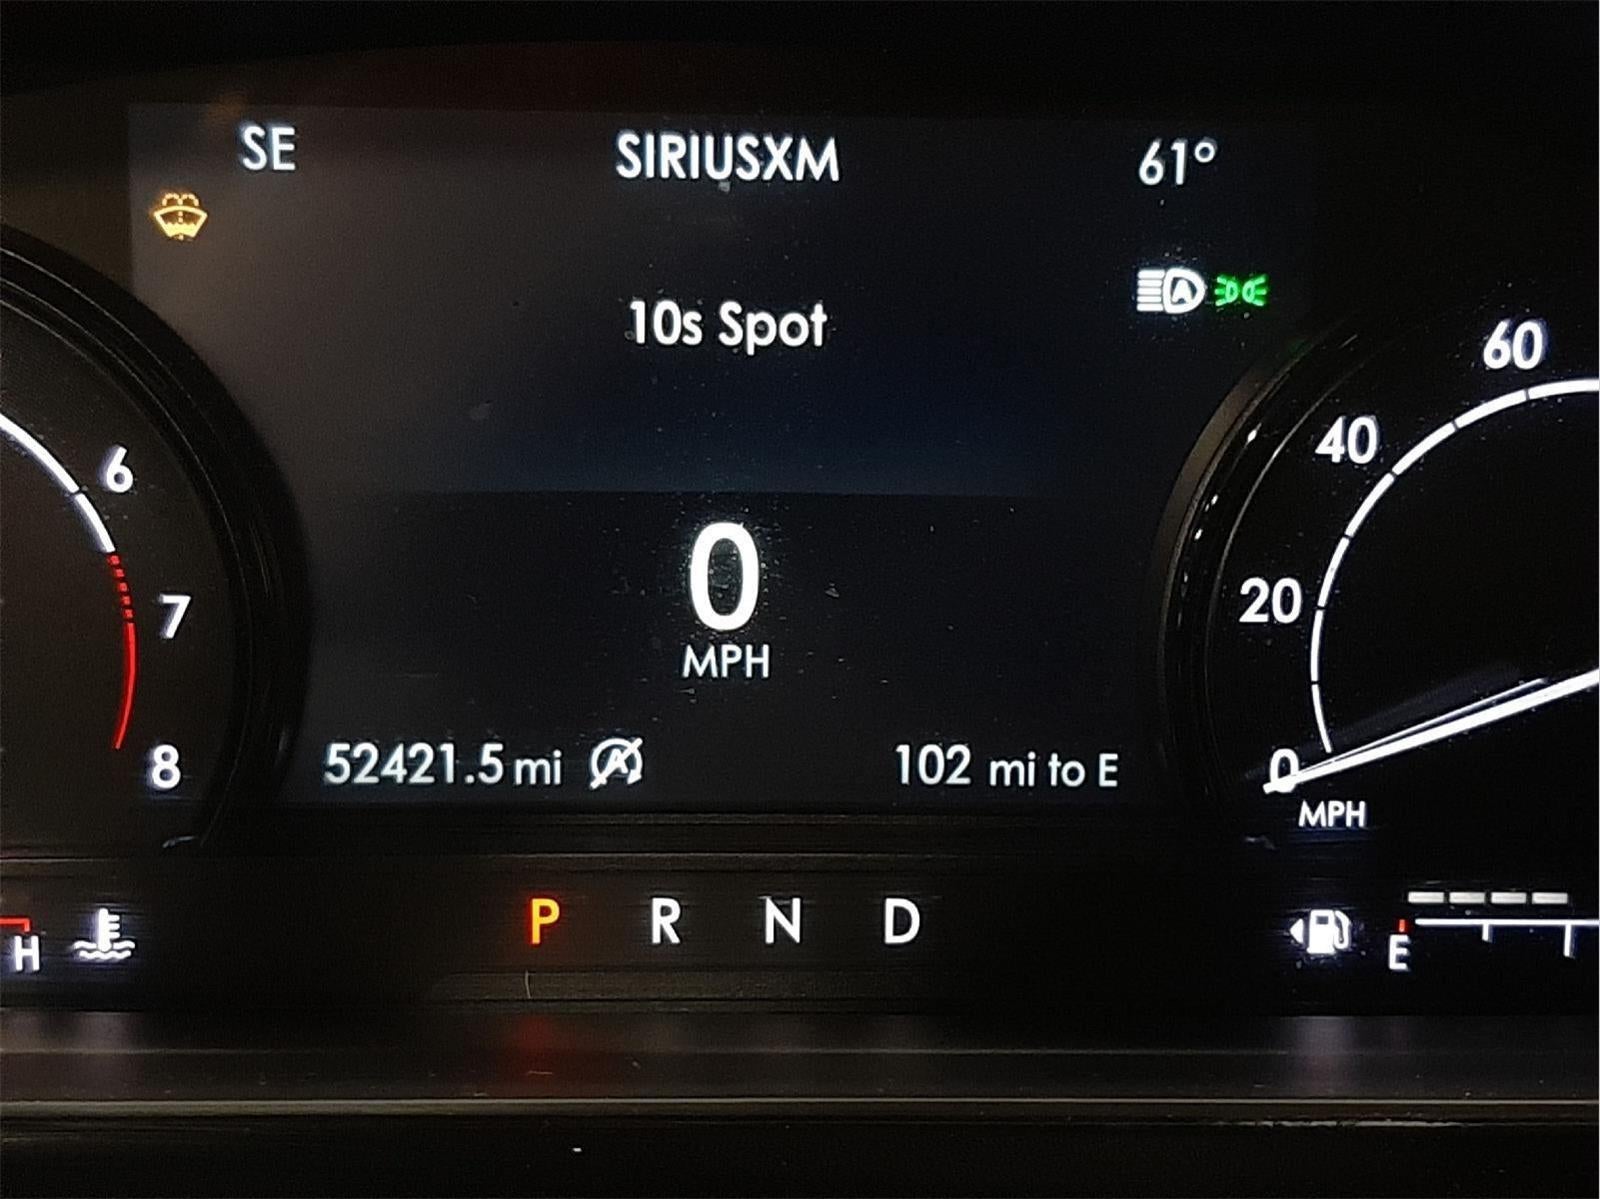 SE
SIRIUSXM
61°
10s Spot
60
40
6
0
20
MPH
7
52421.5 mi
102 mi to E
8
0
MPH
P R N D
H
E